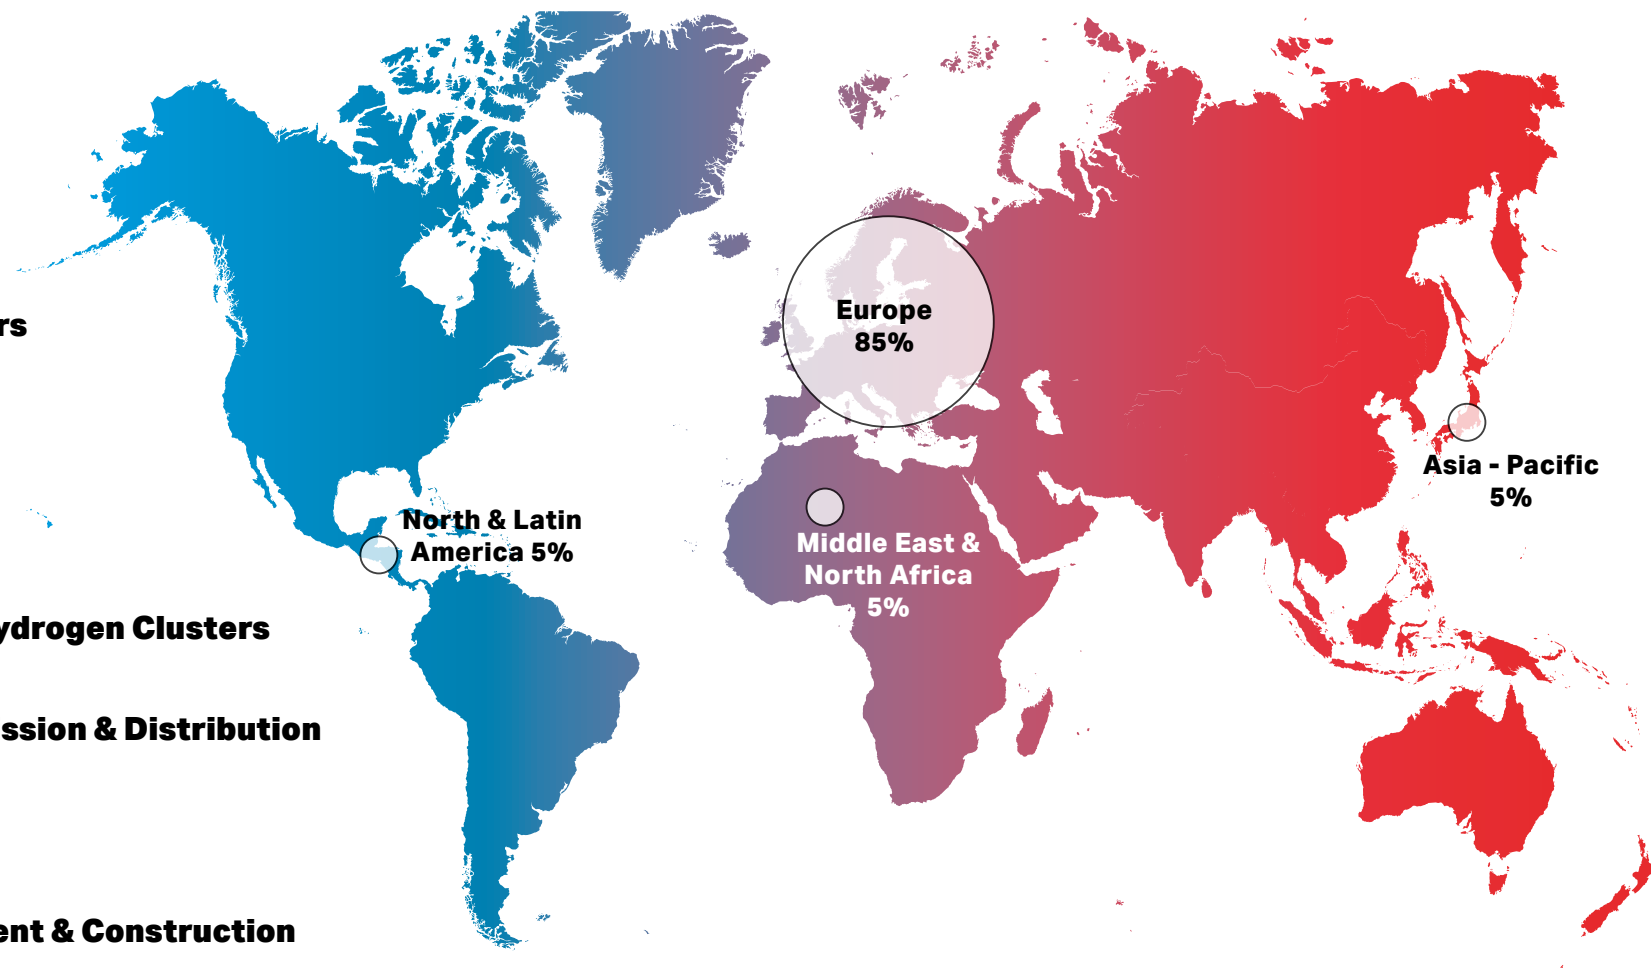 Europe
85%
rs
Asia - Pacific
5%
North & Latin
America 5%
Middle East &
North Africa
5%
ydrogen Clusters
ssion & Distribution
ent & Construction